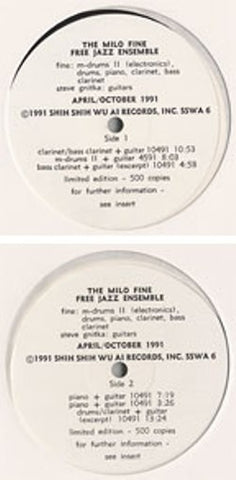 THE MILO FINE
FREE JAZZ ENSEMBLE
fine: m-drums II (electronics),
drums, piano, clarinet, bass
clarinet
steve gnitka: guitars
APRIL/OCTOBER 1991
©1991 SHIH SHIH WU AI RECORDS, INC. SSWA 6
Side 1
clarinet/bass clarinet + guitar 10491 10:53
m-drums II + guitar 4591 8:03
bass clarinet + guitar (excerpt) 10491 4:58
limited edition - 500 copies
for further information -
see insert
THE MILO FINE
FREE JAZZ ENSEMBLE
fine: m-drums II (electronics),
drums, piano, clarinet, bass
clarinet
steve gnitka: guitars
APRIL/OCTOBER 1991
©1991 SHIH SHIH WU AI RECORDS, INC. SSWA 6
Side 2
piano + guitar 10491 7:19
piano + guitar 10491 3:26
drums/clarinet + guitar
(excerpt) 10491 13:24
limited edition - 500 copies
for further information -
see insert